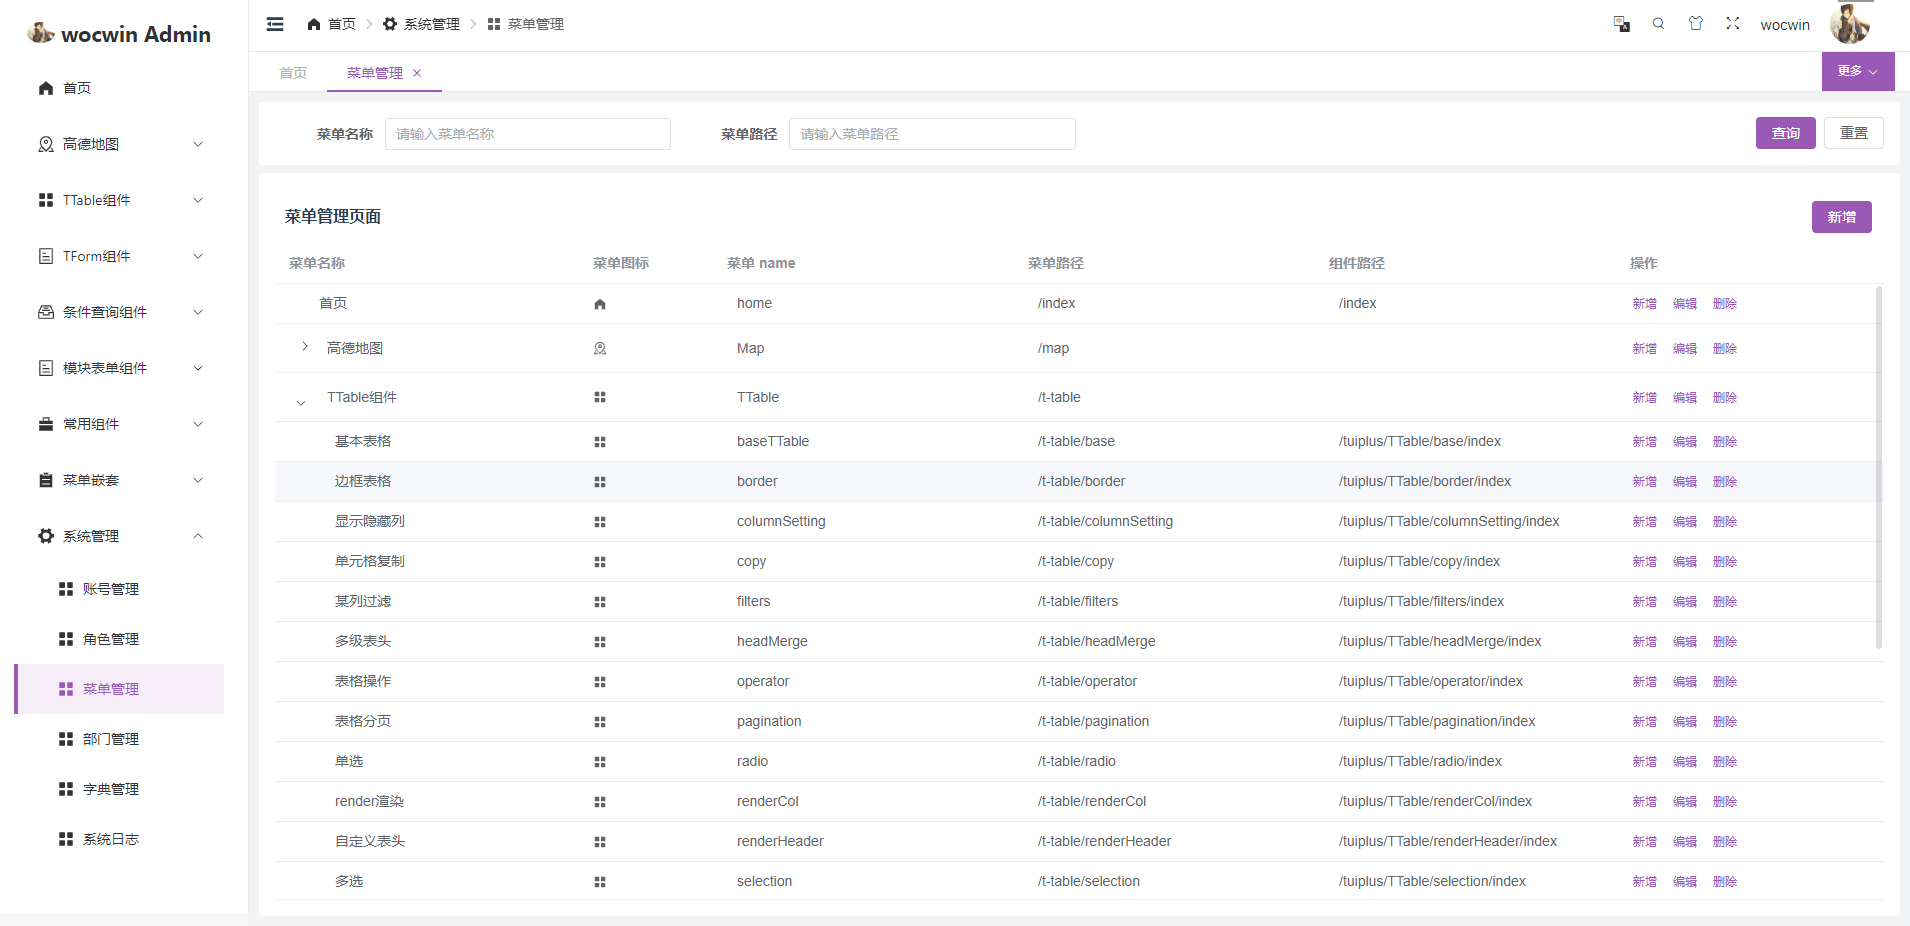 wocwin Admin
首页
高德地图
TTable组件
TForm组件
条件查询组件
模块表单组件
常用组件
菜单嵌套
系统管理
账号管理
角色管理
菜单管理
部门管理
字典管理
系统日志
首页 系统管理 菜单管理 wocwin
首页 菜单管理 更多
菜单名称 请输入菜单名称 菜单路径 请输入菜单路径 查询 重置
菜单管理页面 新增
菜单名称 菜单图标 菜单 name 菜单路径 组件路径 操作
首页 home /index /index 新增 编辑 删除
高德地图 Map /map 新增 编辑 删除
TTable组件 TTable /t-table 新增 编辑 删除
基本表格 baseTTable /t-table/base /tuiplus/TTable/base/index 新增 编辑 删除
边框表格 border /t-table/border /tuiplus/TTable/border/index 新增 编辑 删除
显示隐藏列 columnSetting /t-table/columnSetting /tuiplus/TTable/columnSetting/index 新增 编辑 删除
单元格复制 copy /t-table/copy /tuiplus/TTable/copy/index 新增 编辑 删除
某列过滤 filters /t-table/filters /tuiplus/TTable/filters/index 新增 编辑 删除
多级表头 headMerge /t-table/headMerge /tuiplus/TTable/headMerge/index 新增 编辑 删除
表格操作 operator /t-table/operator /tuiplus/TTable/operator/index 新增 编辑 删除
表格分页 pagination /t-table/pagination /tuiplus/TTable/pagination/index 新增 编辑 删除
单选 radio /t-table/radio /tuiplus/TTable/radio/index 新增 编辑 删除
render渲染 renderCol /t-table/renderCol /tuiplus/TTable/renderCol/index 新增 编辑 删除
自定义表头 renderHeader /t-table/renderHeader /tuiplus/TTable/renderHeader/index 新增 编辑 删除
多选 selection /t-table/selection /tuiplus/TTable/selection/index 新增 编辑 删除